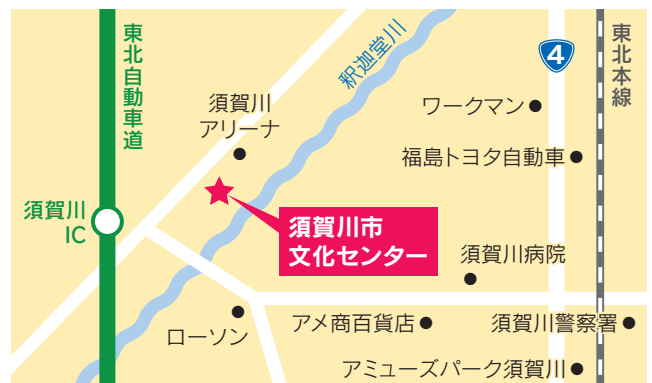 東北自動車道
釈迦堂川
4
東北本線
須賀川
アリーナ
ワークマン
福島トヨタ自動車
須賀川
IC
須賀川市
文化センター
須賀川病院
ローソン
アメ商百貨店
須賀川警察署
アミューズパーク須賀川